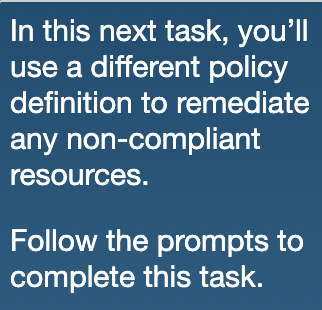 In this next task, you’ll
use a different policy
definition to remediate
any non-compliant
resources.
Follow the prompts to
complete this task.